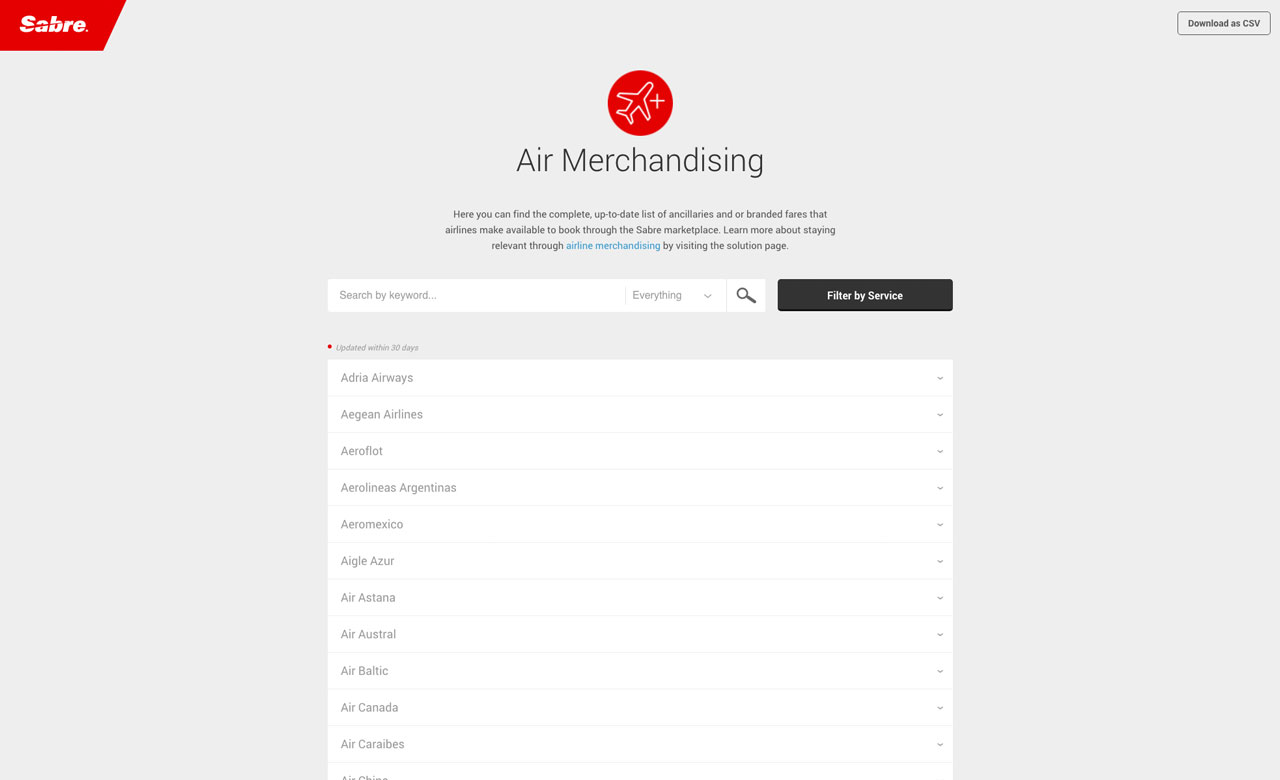 Sabre.
Download as CSV
Air Merchandising
Here you can find the complete, up-to-date list of ancillaries and or branded fares that
airlines make available to book through the Sabre marketplace. Learn more about staying
relevant through airline merchandising by visiting the solution page.
Search by keyword... Everything
Filter by Service
Updated within 30 days
Adria Airways
Aegean Airlines
Aeroflot
Aerolineas Argentinas
Aeromexico
Aigle Azur
Air Astana
Air Austral
Air Baltic
Air Canada
Air Caraibes
Air China